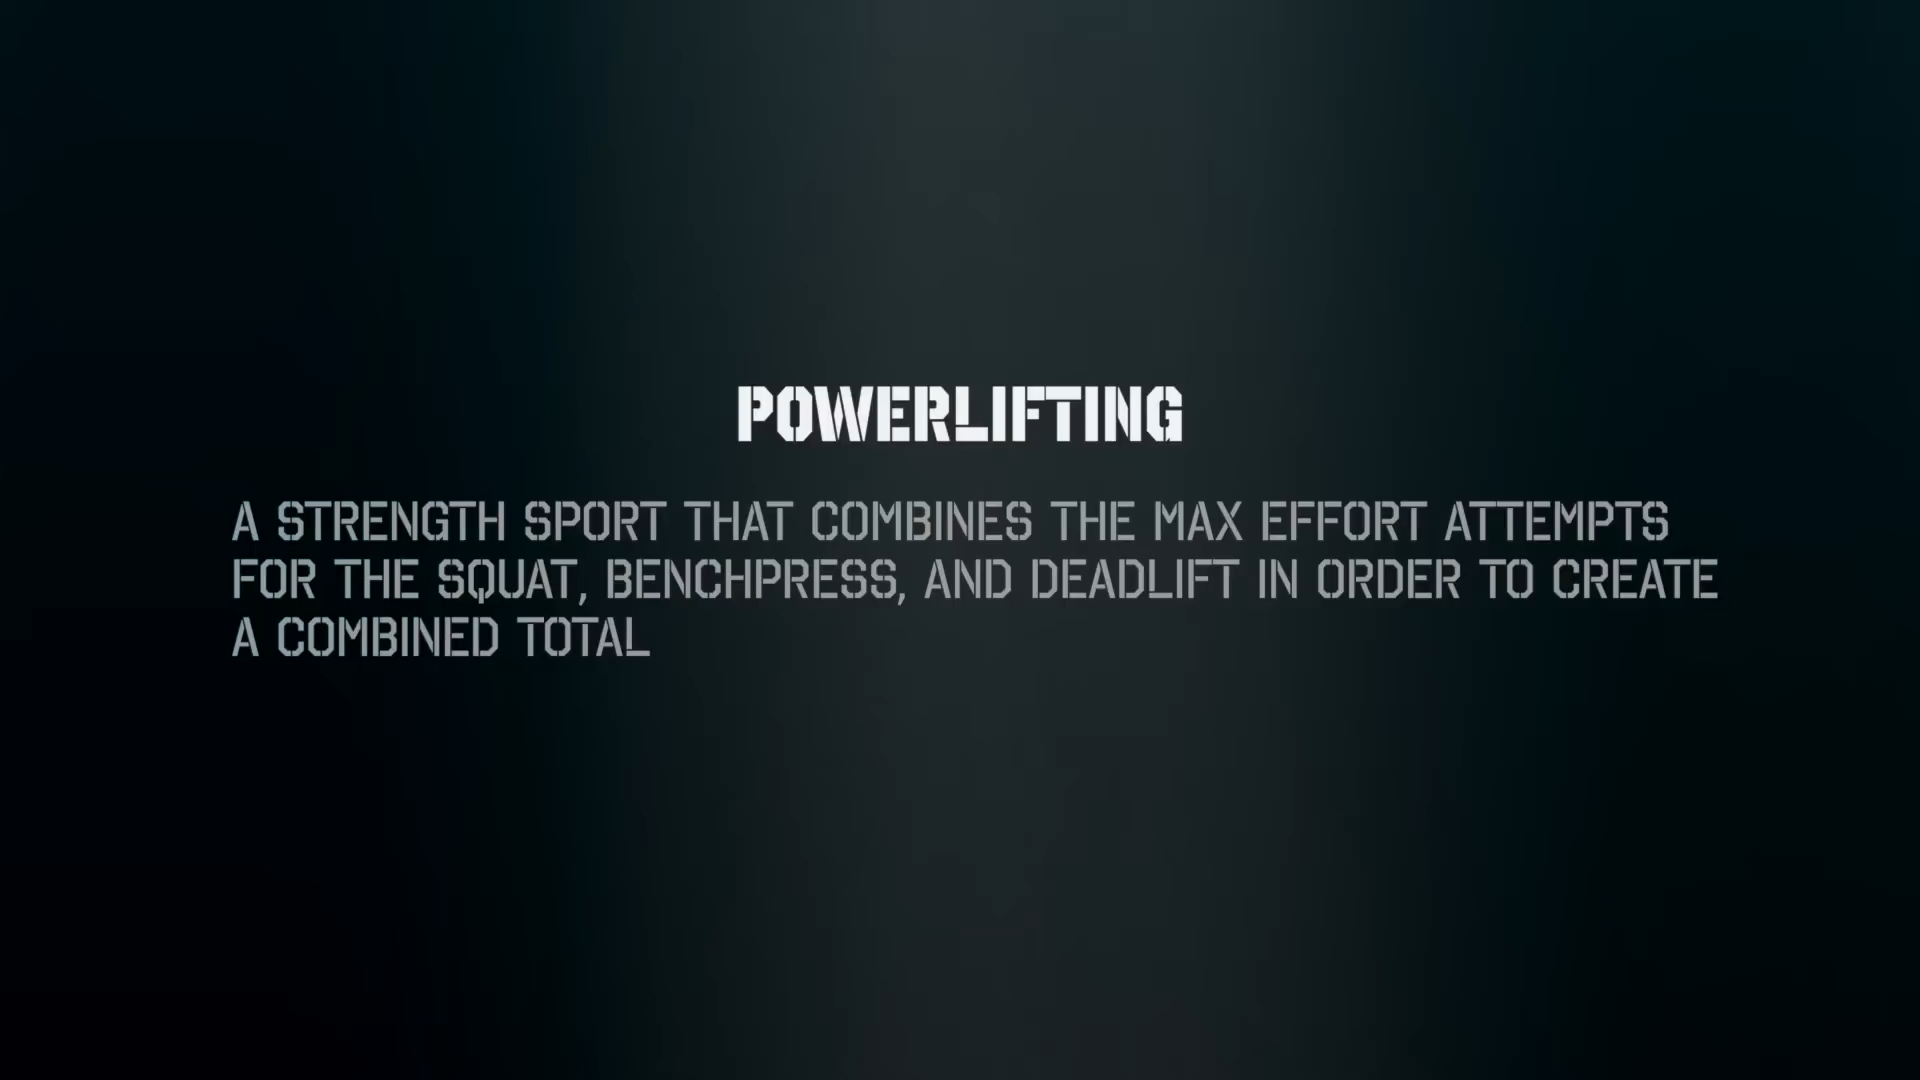 POWERLIFTING
A STRENGTH SPORT THAT COMBINES THE MAX EFFORT ATTEMPTS
FOR THE SQUAT, BENCHPRESS, AND DEADLIFT IN ORDER TO CREATE
A COMBINED TOTAL